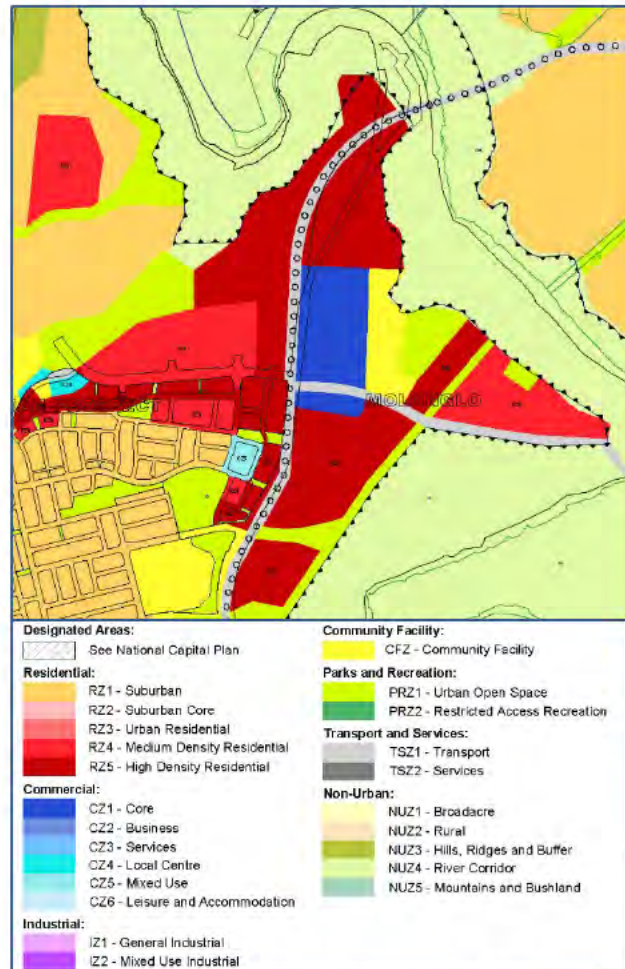 MOLONGLO
Designated Areas:
See National Capital Plan
Residential:
RZ1 - Suburban
RZ2 - Suburban Core
RZ3 - Urban Residential
RZ4 - Medium Density Residential
RZ5 - High Density Residential
Commercial:
CZ1 - Core
CZ2 - Business
CZ3 - Services
CZ4 - Local Centre
CZ5 - Mixed Use
CZ6 - Leisure and Accommodation
Industrial:
IZ1 - General Industrial
IZ2 - Mixed Use Industrial
Community Facility:
CFZ - Community Facility
Parks and Recreation:
PRZ1 - Urban Open Space
PRZ2 - Restricted Access Recreation
Transport and Services:
TSZ1 - Transport
TSZ2 - Services
Non-Urban:
NUZ1 - Broadacre
NUZ2 - Rural
NUZ3 - Hills, Ridges and Buffer
NUZ4 - River Corridor
NUZ5 - Mountains and Bushland